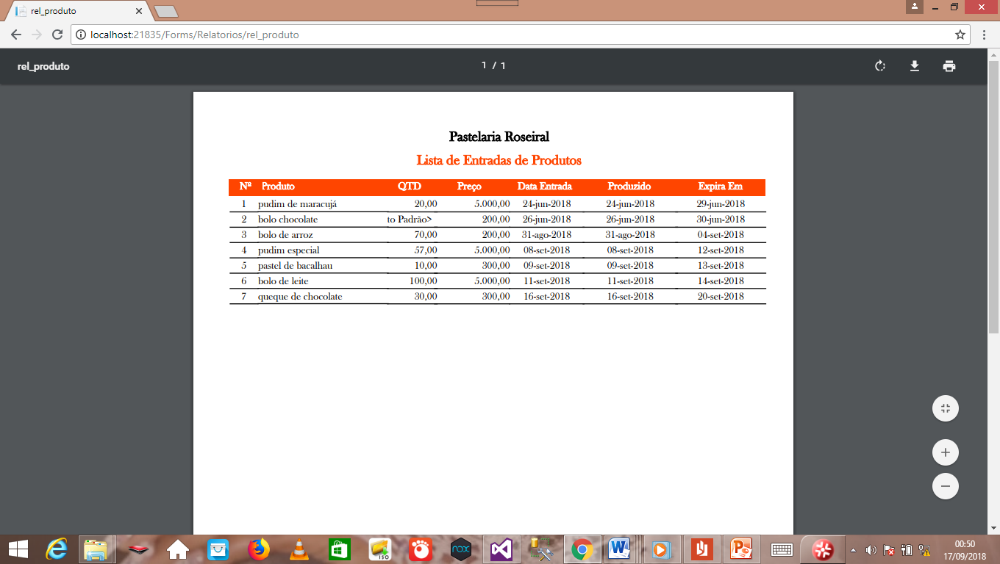 rel_produto
localhost:21835/Forms/Relatorios/rel_produto
rel_produto 1 / 1
Pastelaria Roseiral
Lista de Entradas de Produtos
Nº Produto QTD Preço Data Entrada Produzido Expira Em
1 pudim de maracujá 20,00 5.000,00 24-jun-2018 24-jun-2018 29-jun-2018
2 bolo chocolate to Padrão> 200,00 26-jun-2018 26-jun-2018 30-jun-2018
3 bolo de arroz 70,00 200,00 31-ago-2018 31-ago-2018 04-set-2018
4 pudim especial 57,00 5.000,00 08-set-2018 08-set-2018 12-set-2018
5 pastel de bacalhau 10,00 300,00 09-set-2018 09-set-2018 13-set-2018
6 bolo de leite 100,00 5.000,00 11-set-2018 11-set-2018 14-set-2018
7 queque de chocolate 30,00 300,00 16-set-2018 16-set-2018 20-set-2018
ISO
nox
00:50
17/09/2018